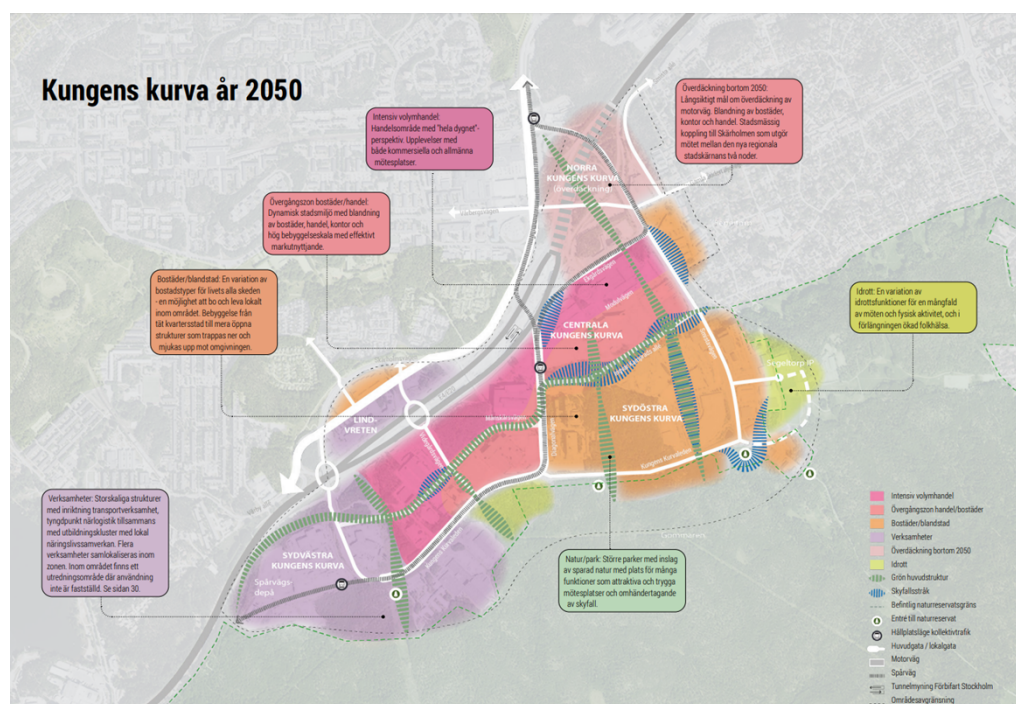 Kungens kurva år 2050
Intensiv volymhandel:
Handelsområde med "hela dygnet"-
perspektiv. Upplevelser med
både kommersiella och allmänna
mötesplatser.
Överdäckning bortom 2050:
Långsiktigt mål om överdäckning av
motorväg. Blandning av bostäder,
kontor och handel. Stadsmässig
koppling till Skärholmen som utgör
mötet mellan den nya regionala
stadskärnans två noder.
Övergångszon bostäder/handel:
Dynamisk stadsmiljö med blandning
av bostäder, handel, kontor och
hög bebyggelseskala med effektivt
markutnyttjande.
Bostäder/blandstad: En variation av
bostadstyper för livets alla skeden
- en möjlighet att bo och leva lokalt
inom området. Bebyggelse från
tät kvartersstad till mera öppna
strukturer som trappas ner och
mjukas upp mot omgivningen.
Idrott: En variation av
idrottsfunktioner för en mångfald
av möten och fysisk aktivitet, och i
förlängningen ökad folkhälsa.
Verksamheter: Storskaliga strukturer
med inriktning transportverksamhet,
tyngdpunkt närlogistik tillsammans
med utbildningskluster med lokal
näringslivssamverkan. Flera
verksamheter samlokaliseras inom
zonen. Inom området finns ett
utredningsområde där användning
inte är fastställd. Se sidan 30.
Natur/park: Större parker med inslag
av sparad natur med plats för många
funktioner som attraktiva och trygga
mötesplatser och omhändertagande
av skyfall.
NORRA
KUNGENS KURVA
(överdäckning)
CENTRALA
KUNGENS KURVA
SYDÖSTRA
KUNGENS KURVA
LIND-
VRETEN
SYDVÄSTRA
KUNGENS KURVA
Spårvägs-
depå
Kungens Kurvaleden
Intensiv volymhandel
Övergångszon handel/bostäder
Bostäder/blandstad
Verksamheter
Överdäckning bortom 2050
Idrott
Grön huvudstruktur
Skyfallsstråk
Befintlig naturreservatsgräns
Entré till naturreservat
Hållplatsläge kollektivtrafik
Huvudgata / lokalgata
Motorväg
Spårväg
Tunnelmyning Förbifart Stockholm
Områdesavgränsning